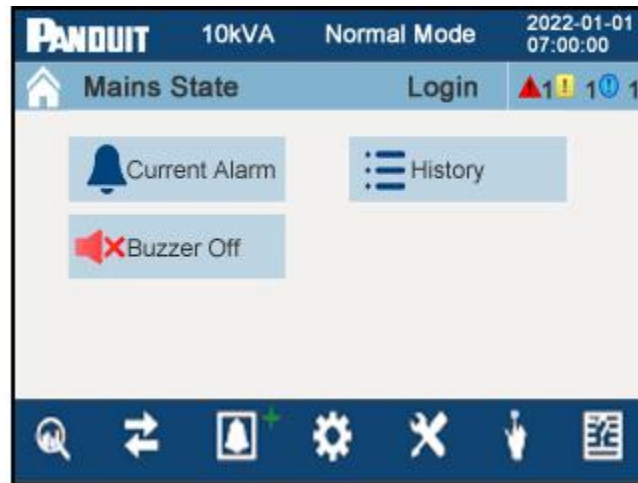 PANDUIT 10kVA Normal Mode 2022-01-01
07:00:00
Mains State Login 1 1 1
Current Alarm History
Buzzer Off